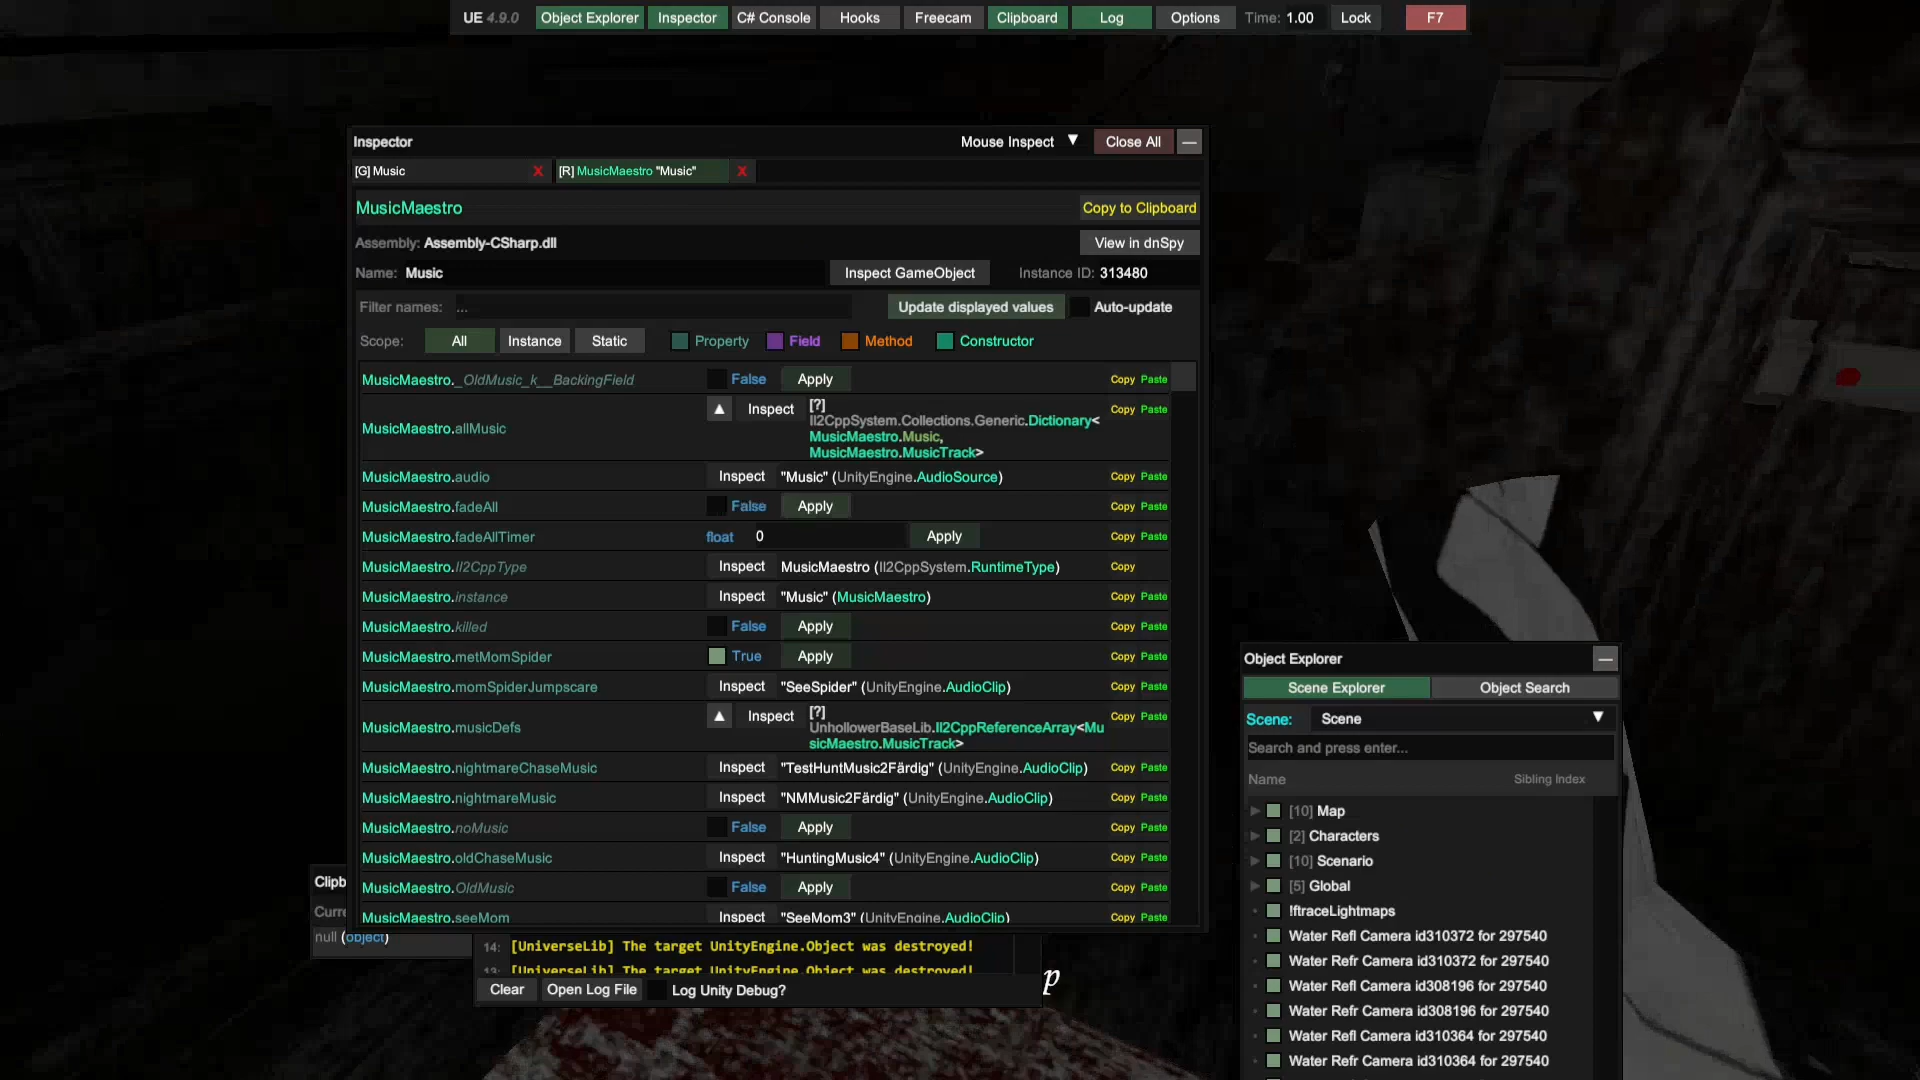 UE 4.9.0 Object Explorer Inspector C# Console Hooks Freecam Clipboard Log Options Time: 1.00 Lock F7
Inspector Mouse Inspect ▼ Close All —
[G] Music X [R] MusicMaestro "Music" X
MusicMaestro Copy to Clipboard
Assembly: Assembly-CSharp.dll View in dnSpy
Name: Music Inspect GameObject Instance ID: 313480
Filter names: ... Update displayed values Auto-update
Scope: All Instance Static Property Field Method Constructor
MusicMaestro._OldMusic_k__BackingField False Apply Copy Paste
MusicMaestro.allMusic ▲ Inspect [?] Copy Paste
Il2CppSystem.Collections.Generic.Dictionary<
MusicMaestro.Music,
MusicMaestro.MusicTrack>
MusicMaestro.audio Inspect "Music" (UnityEngine.AudioSource) Copy Paste
MusicMaestro.fadeAll False Apply Copy Paste
MusicMaestro.fadeAllTimer float 0 Apply Copy Paste
MusicMaestro.Il2CppType Inspect MusicMaestro (Il2CppSystem.RuntimeType) Copy
MusicMaestro.instance Inspect "Music" (MusicMaestro) Copy Paste
MusicMaestro.killed False Apply Copy Paste
MusicMaestro.metMomSpider True Apply Copy Paste
MusicMaestro.momSpiderJumpscare Inspect "SeeSpider" (UnityEngine.AudioClip) Copy Paste
MusicMaestro.musicDefs ▲ Inspect [?] Copy Paste
UnhollowerBaseLib.Il2CppReferenceArray<Mu
sicMaestro.MusicTrack>
MusicMaestro.nightmareChaseMusic Inspect "TestHuntMusic2Färdig" (UnityEngine.AudioClip) Copy Paste
MusicMaestro.nightmareMusic Inspect "NMMusic2Färdig" (UnityEngine.AudioClip) Copy Paste
MusicMaestro.noMusic False Apply Copy Paste
MusicMaestro.oldChaseMusic Inspect "HuntingMusic4" (UnityEngine.AudioClip) Copy Paste
MusicMaestro.OldMusic False Apply Copy Paste
MusicMaestro.seeMom Inspect "SeeMom3" (UnityEngine.AudioClip) Copy Paste
Clipb
Curre
null (object)
14: [UniverseLib] The target UnityEngine.Object was destroyed!
13: [UniverseLib] The target UnityEngine.Object was destroyed!
Clear Open Log File Log Unity Debug?
p
Object Explorer —
Scene Explorer Object Search
Scene: Scene ▼
Search and press enter...
Name Sibling Index
[10] Map
[2] Characters
[10] Scenario
[5] Global
!ftraceLightmaps
Water Refl Camera id310372 for 297540
Water Refr Camera id310372 for 297540
Water Refl Camera id308196 for 297540
Water Refr Camera id308196 for 297540
Water Refl Camera id310364 for 297540
Water Refr Camera id310364 for 297540